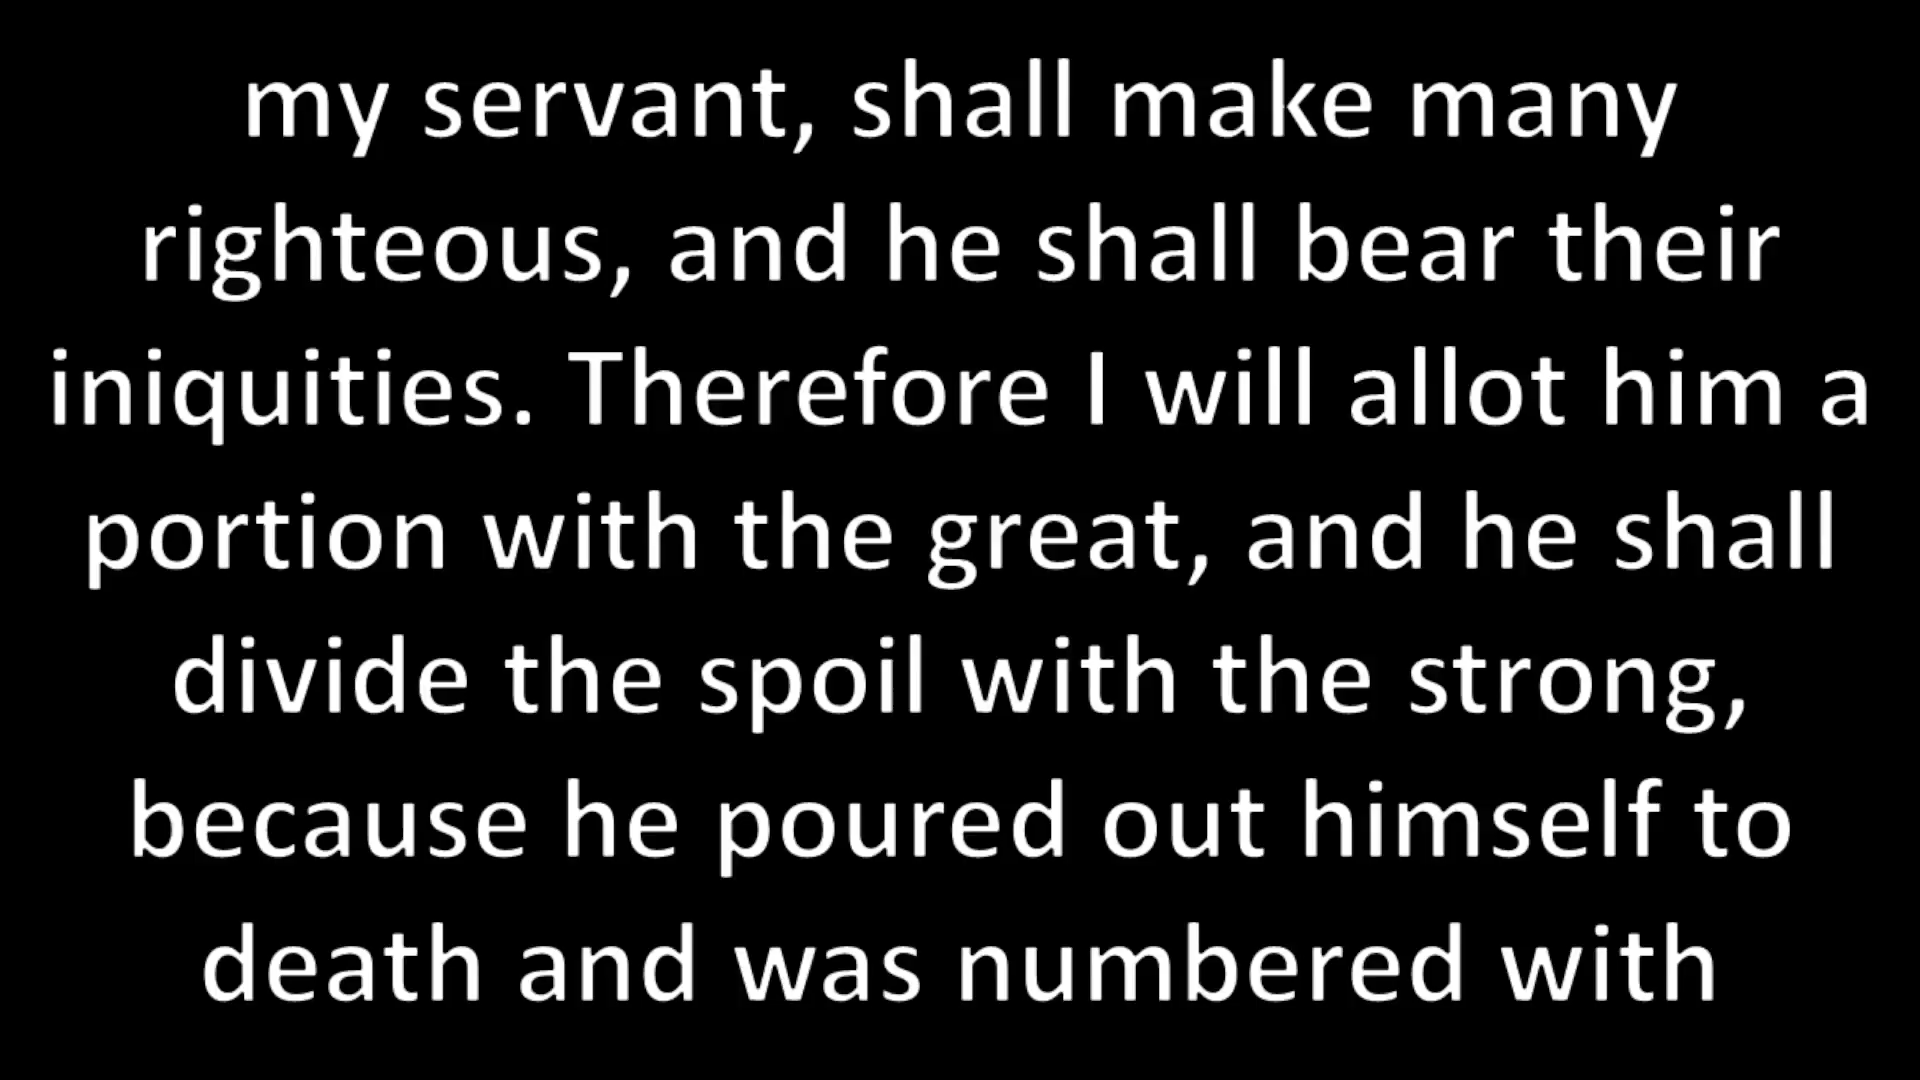 my servant, shall make many
righteous, and he shall bear their
iniquities. Therefore I will allot him a
portion with the great, and he shall
divide the spoil with the strong,
because he poured out himself to
death and was numbered with